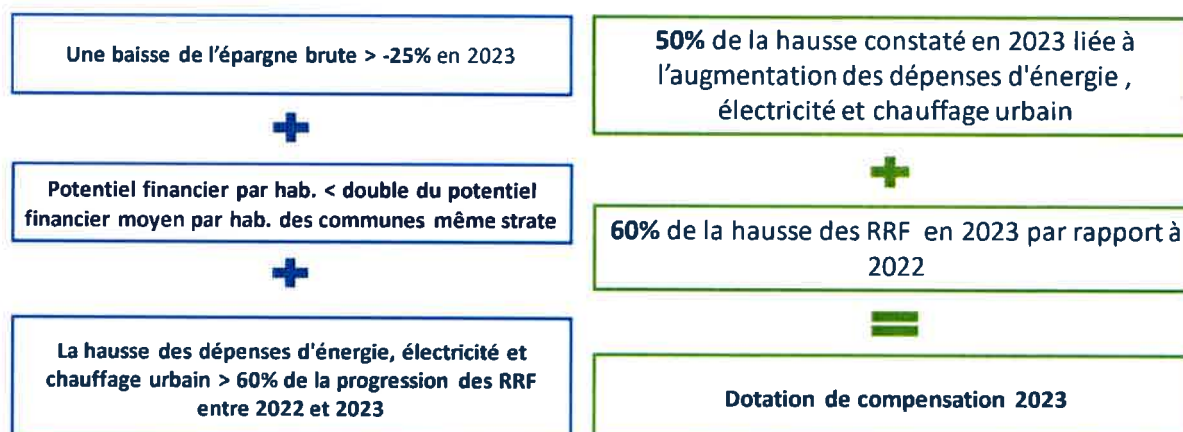 Une baisse de l'épargne brute > -25% en 2023
+
Potentiel financier par hab. < double du potentiel
financier moyen par hab. des communes même strate
+
La hausse des dépenses d'énergie, électricité et
chauffage urbain > 60% de la progression des RRF
entre 2022 et 2023
50% de la hausse constaté en 2023 liée à
l'augmentation des dépenses d'énergie ,
électricité et chauffage urbain
+
60% de la hausse des RRF en 2023 par rapport à
2022
=
Dotation de compensation 2023